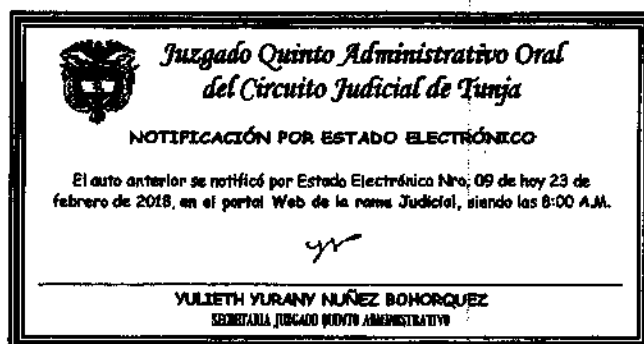 Juzgado Quinto Administrativo Oral
del Circuito Judicial de Tunja
NOTIFICACIÓN POR ESTADO ELECTRÓNICO
El auto anterior se notificó por Estado Electrónico Nro, 09 de hoy 23 de
febrero de 2018, en el portal Web de la rama Judicial, siendo las 8:00 A.M.
YULIETH YURANY NUÑEZ BOHORQUEZ
SECRETARIA JUZGADO QUINTO ADMINISTRATIVO